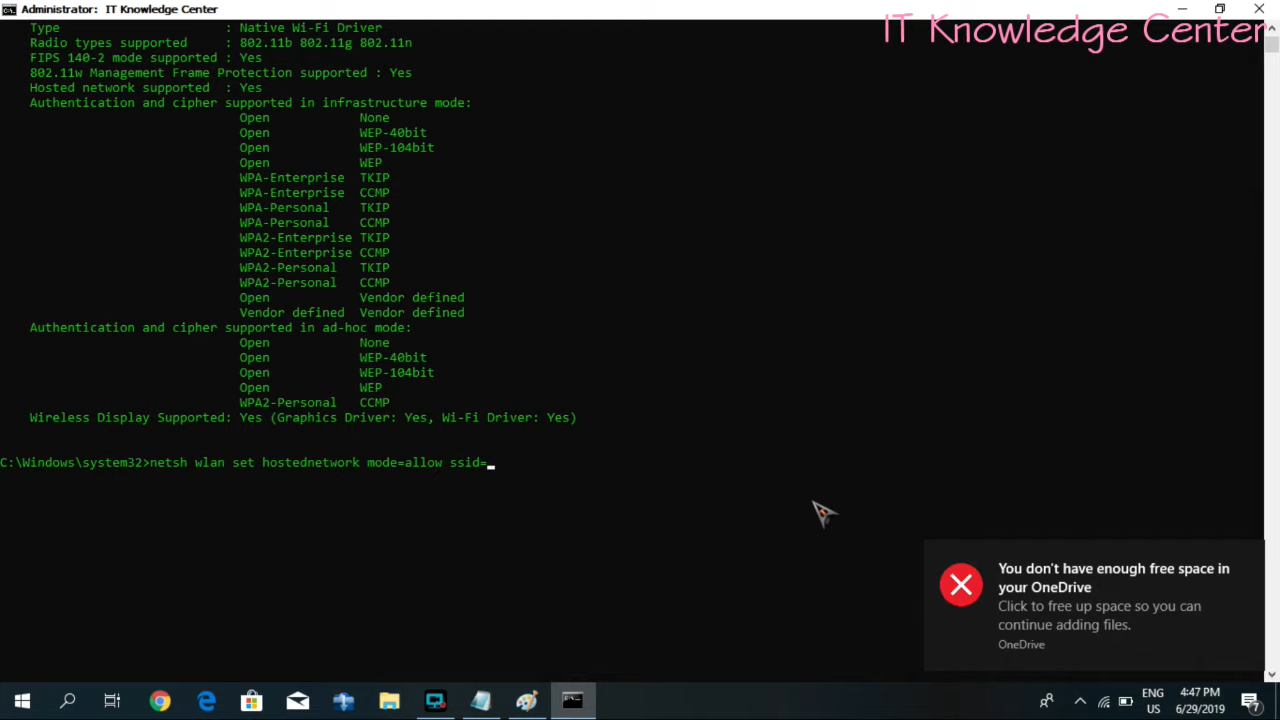 Administrator: IT Knowledge Center
IT Knowledge Center
Type : Native Wi-Fi Driver
Radio types supported : 802.11b 802.11g 802.11n
FIPS 140-2 mode supported : Yes
802.11w Management Frame Protection supported : Yes
Hosted network supported : Yes
Authentication and cipher supported in infrastructure mode:
Open None
Open WEP-40bit
Open WEP-104bit
Open WEP
WPA-Enterprise TKIP
WPA-Enterprise CCMP
WPA-Personal TKIP
WPA-Personal CCMP
WPA2-Enterprise TKIP
WPA2-Enterprise CCMP
WPA2-Personal TKIP
WPA2-Personal CCMP
Open Vendor defined
Vendor defined Vendor defined
Authentication and cipher supported in ad-hoc mode:
Open None
Open WEP-40bit
Open WEP-104bit
Open WEP
WPA2-Personal CCMP
Wireless Display Supported: Yes (Graphics Driver: Yes, Wi-Fi Driver: Yes)
C:\Windows\system32>netsh wlan set hostednetwork mode=allow ssid=_
You don't have enough free space in
your OneDrive
Click to free up space so you can
continue adding files.
OneDrive
ENG
US
4:47 PM
6/29/2019
7